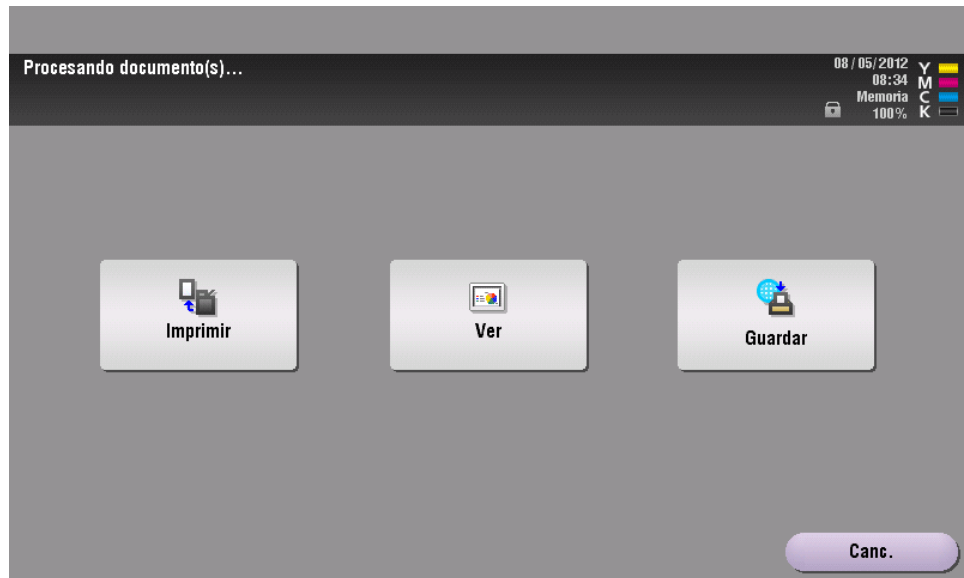 Procesando documento(s)...
08/05/2012
08:34
Memoria
100%
Y
M
C
K
Imprimir
Ver
Guardar
Canc.